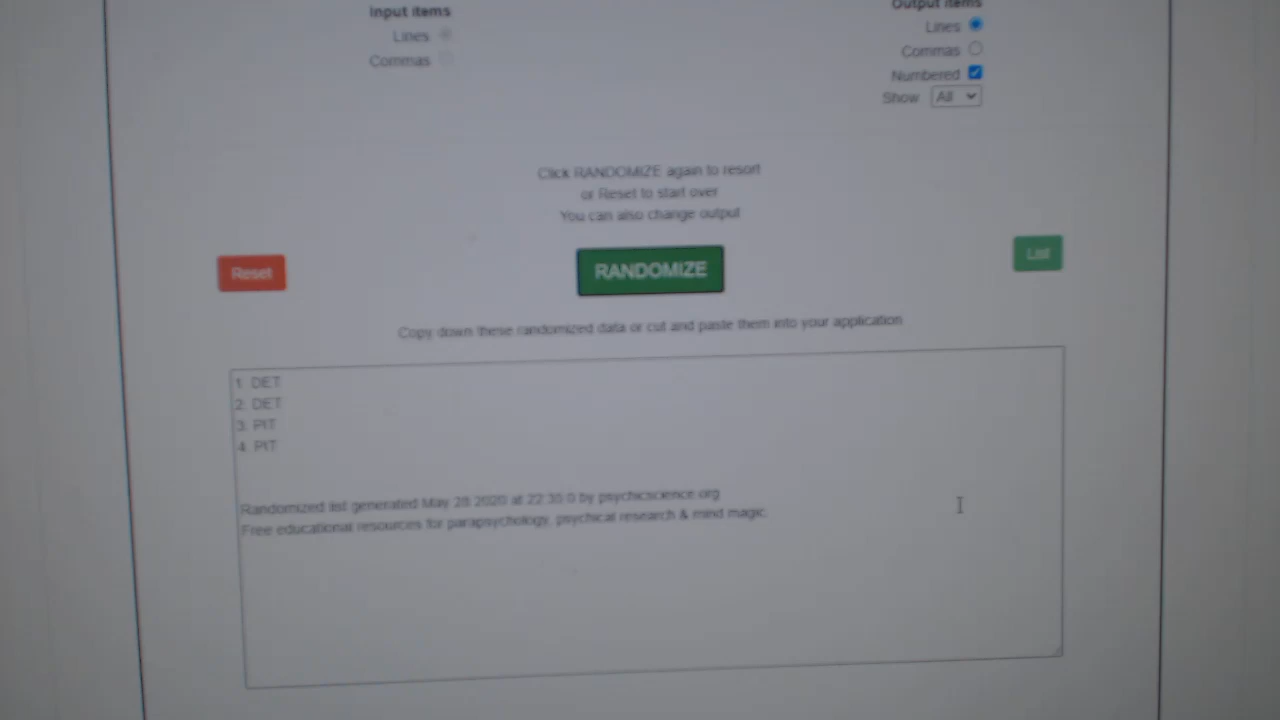 Input items
Lines
Commas
Output items
Lines
Commas
Numbered
Show All
Click RANDOMIZE again to resort
or Reset to start over
You can also change output
Reset
RANDOMIZE
List
Copy down these randomized data or cut and paste them into your application
1. DET
2. DET
3. PIT
4. PIT
Randomized list generated May 28 2020 at by psychicscience.org
Free educational resources for parapsychology, psychical research & mind magic.